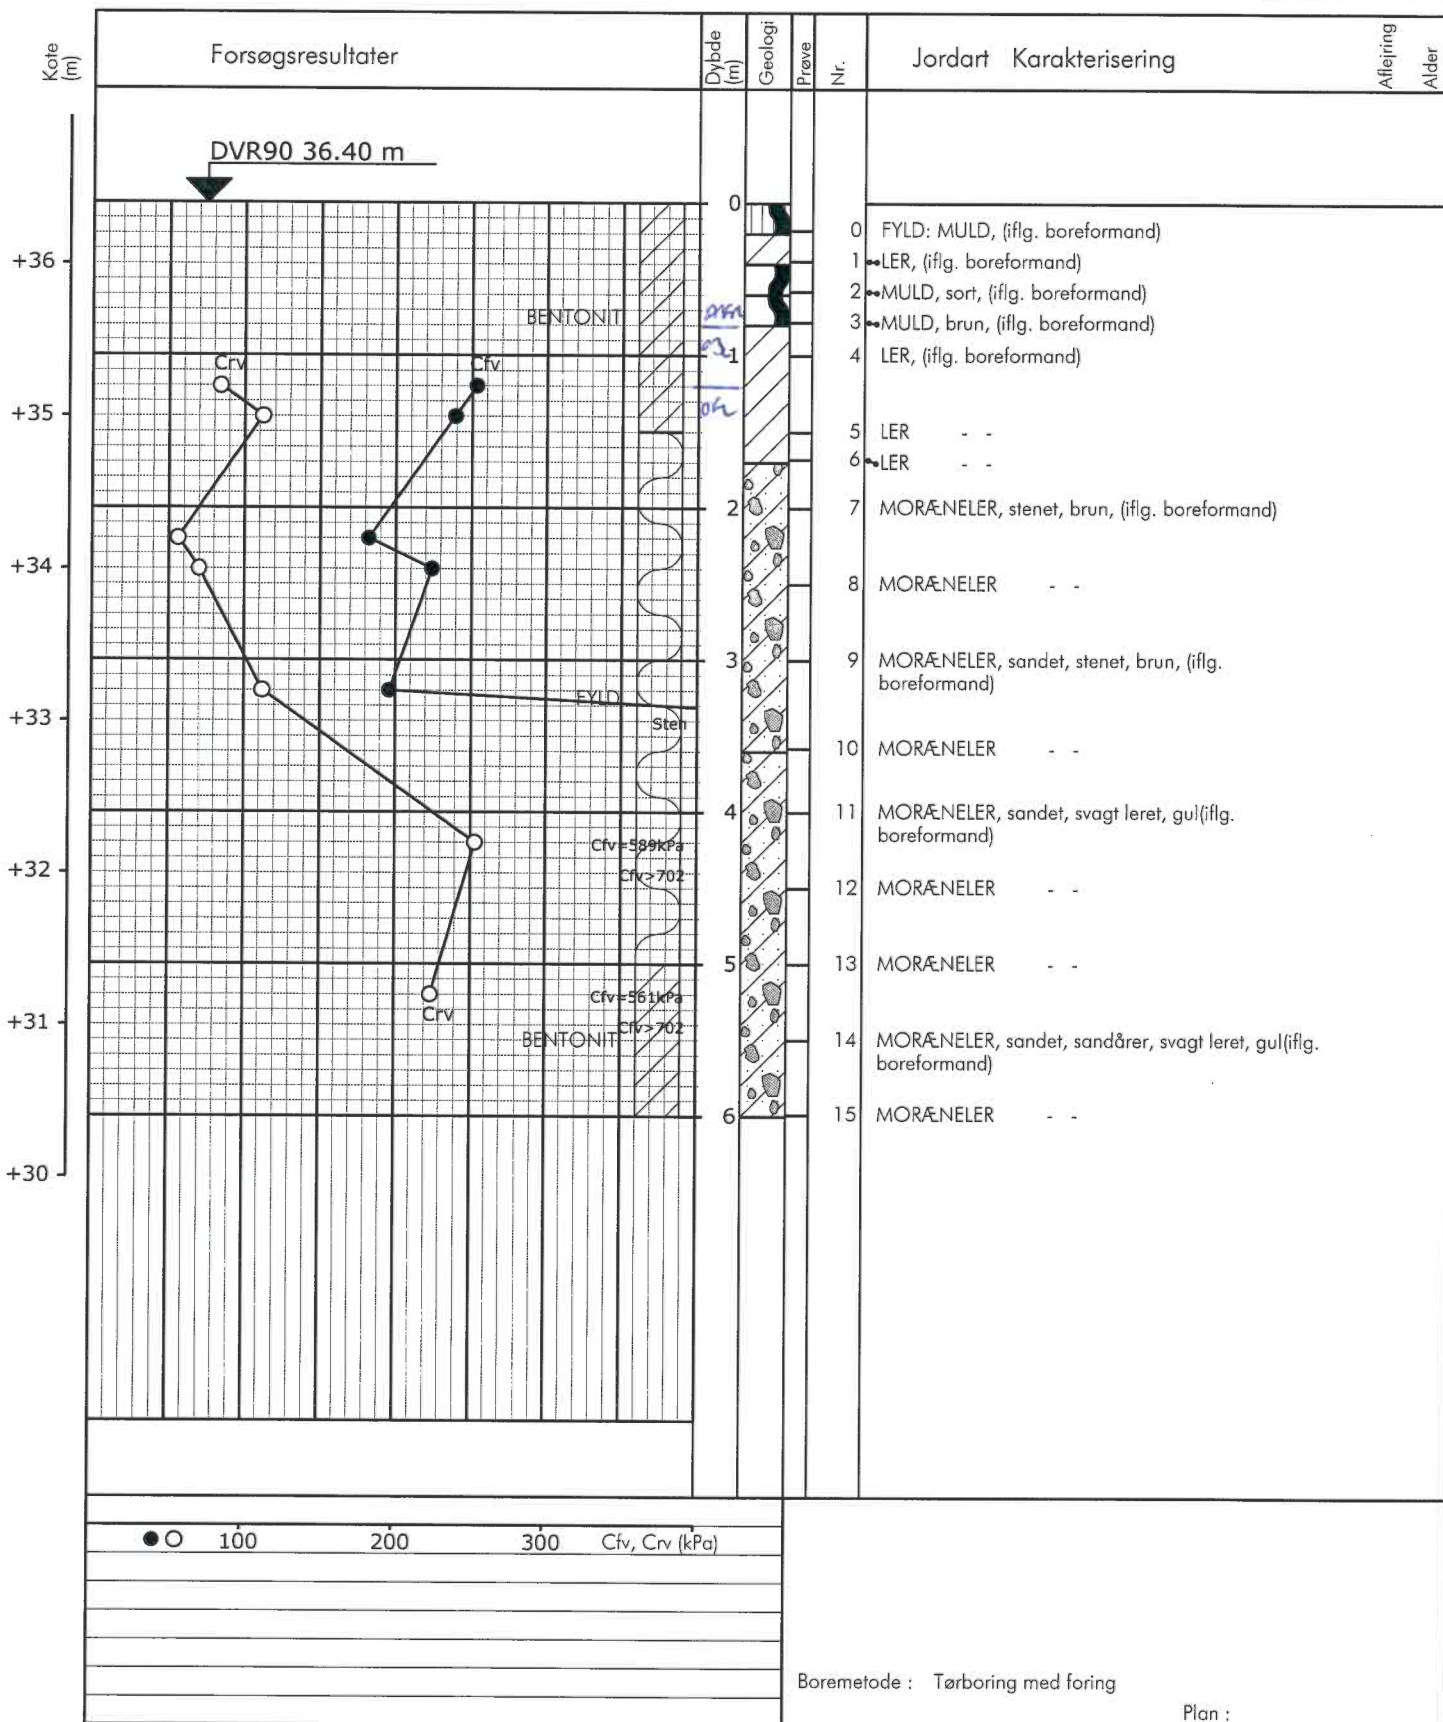 Kote (m)
Forsøgsresultater
Dybde (m)
Geologi
Prøve
Nr.
Jordart Karakterisering
Aflejring
Alder
DVR90 36.40 m
+36
+35
+34
+33
+32
+31
+30
BENTONIT
Crv
Cfv
FYLD
Sten
Cfv=589kPa
Cfv>702
Cfv=561kPa
Cfv>702
Crv
BENTONIT
0
1
2
3
4
5
6
0 FYLD: MULD, (iflg. boreformand)
1 LER, (iflg. boreformand)
2 MULD, sort, (iflg. boreformand)
3 MULD, brun, (iflg. boreformand)
4 LER, (iflg. boreformand)
5 LER - -
6 LER - -
7 MORÆNELER, stenet, brun, (iflg. boreformand)
8 MORÆNELER - -
9 MORÆNELER, sandet, stenet, brun, (iflg.
boreformand)
10 MORÆNELER - -
11 MORÆNELER, sandet, svagt leret, gul(iflg.
boreformand)
12 MORÆNELER - -
13 MORÆNELER - -
14 MORÆNELER, sandet, sandårer, svagt leret, gul(iflg.
boreformand)
15 MORÆNELER - -
100 200 300 Cfv, Crv (kPa)
Boremetode : Tørboring med foring
Plan :